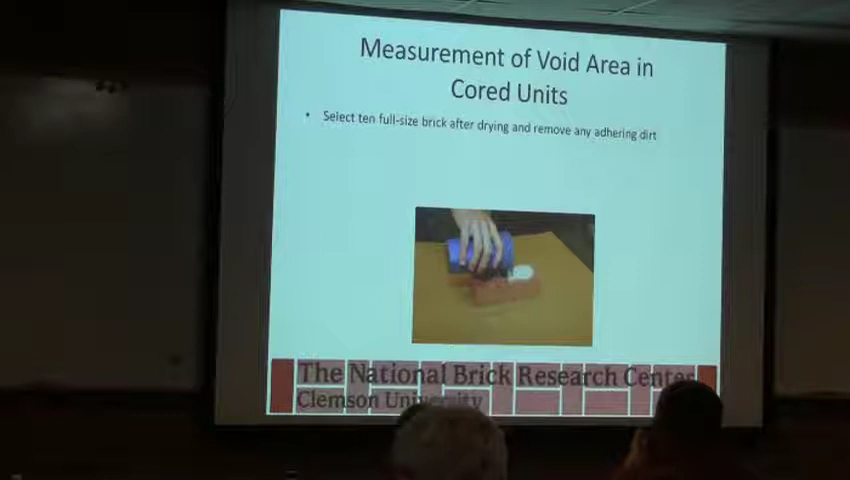 Measurement of Void Area in
Cored Units
• Select ten full-size brick after drying and remove any adhering dirt
The National Brick Research Center
Clemson University